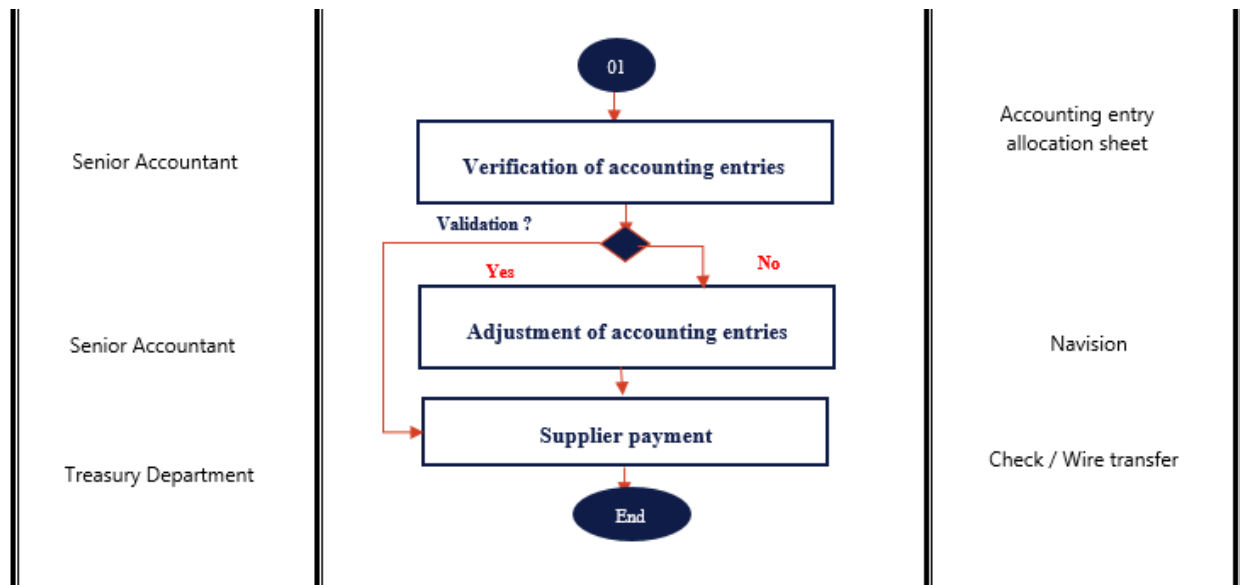 01
Senior Accountant
Verification of accounting entries
Accounting entry
allocation sheet
Validation ?
Yes
No
Senior Accountant
Adjustment of accounting entries
Navision
Treasury Department
Supplier payment
Check / Wire transfer
End